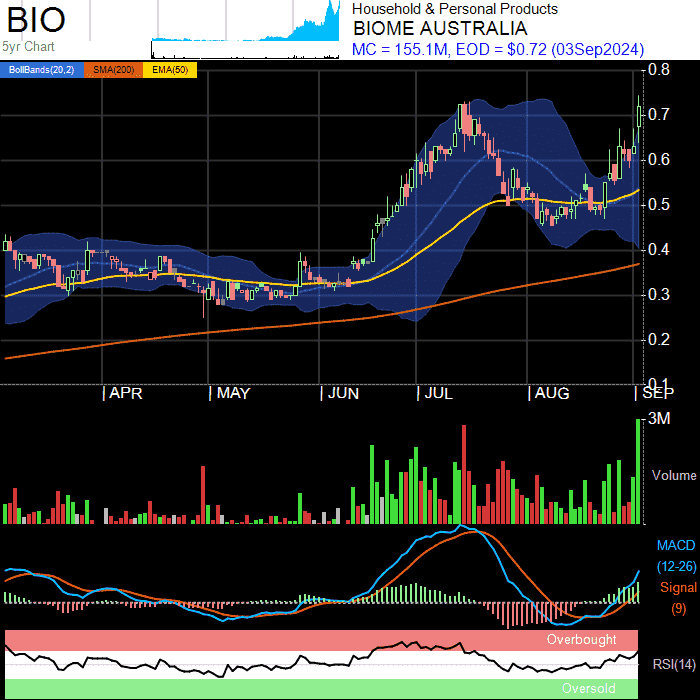 BIO
5yr Chart
Household & Personal Products
BIOME AUSTRALIA
MC = 155.1M, EOD = $0.72 (03Sep2024)
BollBands(20,2) SMA(200) EMA(50)
0.8
0.7
0.6
0.5
0.4
0.3
0.2
0.1
APR MAY JUN JUL AUG SEP
3M
Volume
MACD
(12-26)
Signal
(9)
Overbought
RSI(14)
Oversold